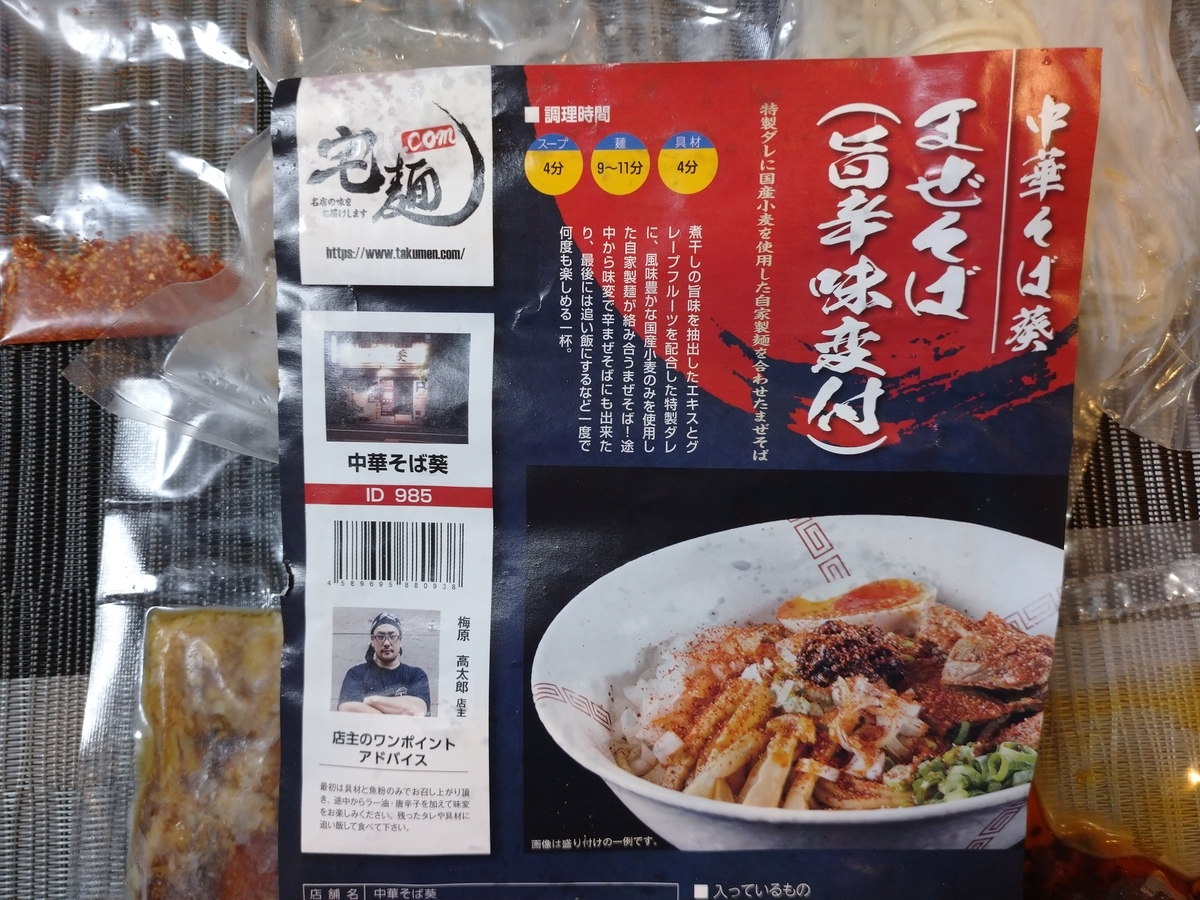 宅麺
.com
名店の味を
お届けします
https://www.takumen.com/
中華そば葵
ID 985
4 589695 880938
梅原 高太郎 店主
店主のワンポイント
アドバイス
最初は具材と魚粉のみでお召し上がり頂
き、途中からラー油・唐辛子を加えて味変
をお楽しみください。残ったタレや具材に
追い飯して食べて下さい。
中華そば葵
まぜそば
(旨辛味変付)
特製ダレに国産小麦を使用した自家製麺を合わせたまぜそば
■調理時間
スープ
4分
麺
9～11分
具材
4分
煮干しの旨味を抽出したエキスとグ
レープフルーツを配合した特製ダレ
に、風味豊かな国産小麦のみを使用し
た自家製麺が絡み合うまぜそば！途
中から味変で辛まぜそばにも出来た
り、最後には追い飯にするなど一度で
何度も楽しめる一杯。
画像は盛り付けの一例です。
店舗名 中華そば葵
■入っているもの